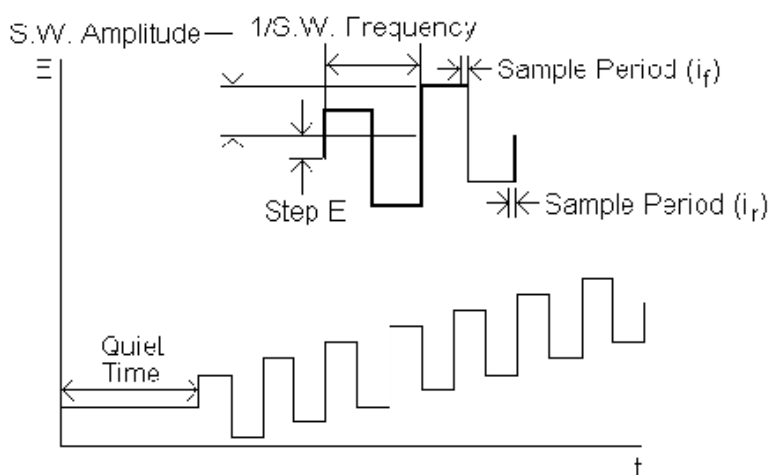 S.W. Amplitude
1/S.W. Frequency
E
Sample Period (if)
Step E
Sample Period (ir)
Quiet
Time
t